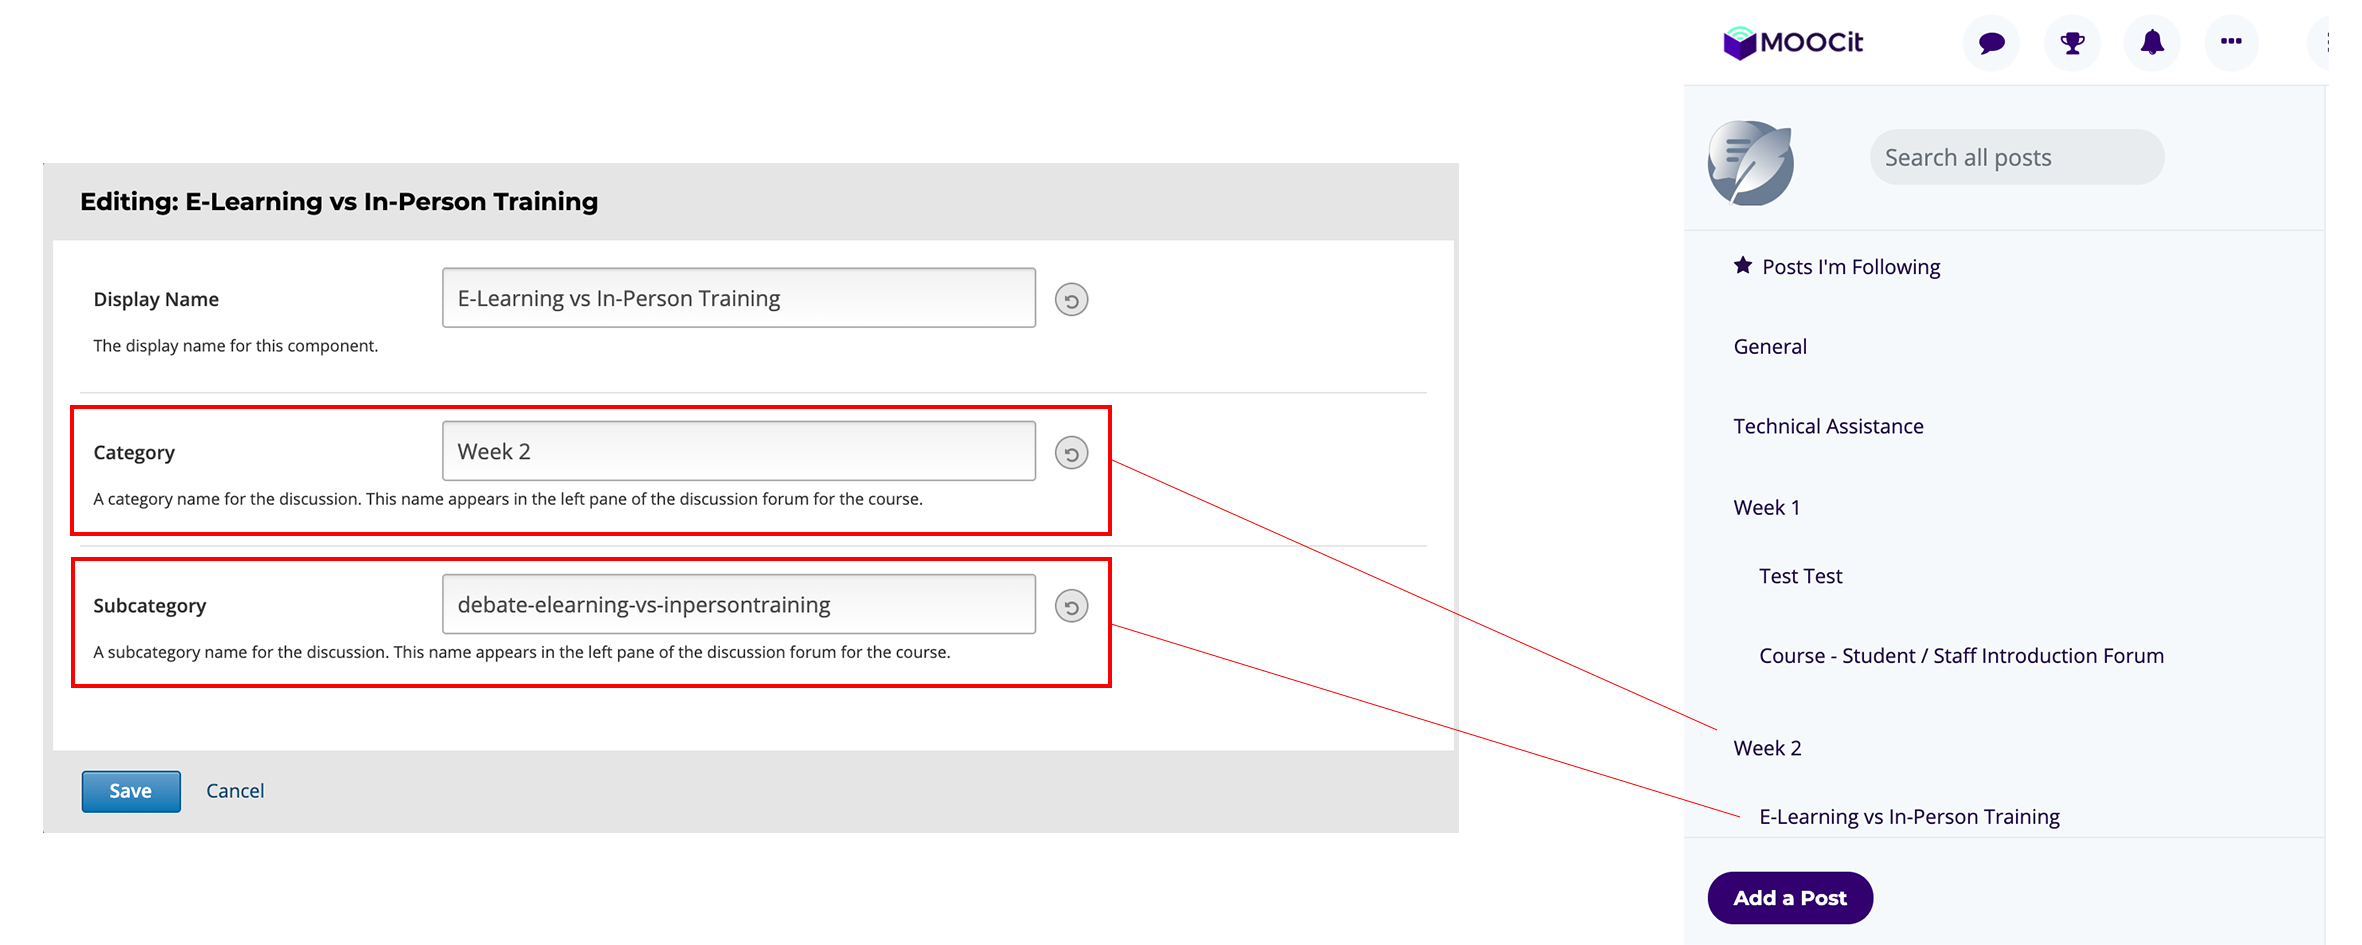 Editing: E-Learning vs In-Person Training
Display Name
E-Learning vs In-Person Training
The display name for this component.
Category
Week 2
A category name for the discussion. This name appears in the left pane of the discussion forum for the course.
Subcategory
debate-elearning-vs-inpersontraining
A subcategory name for the discussion. This name appears in the left pane of the discussion forum for the course.
Save
Cancel
MOOCit
Search all posts
Posts I'm Following
General
Technical Assistance
Week 1
Test Test
Course - Student / Staff Introduction Forum
Week 2
E-Learning vs In-Person Training
Add a Post